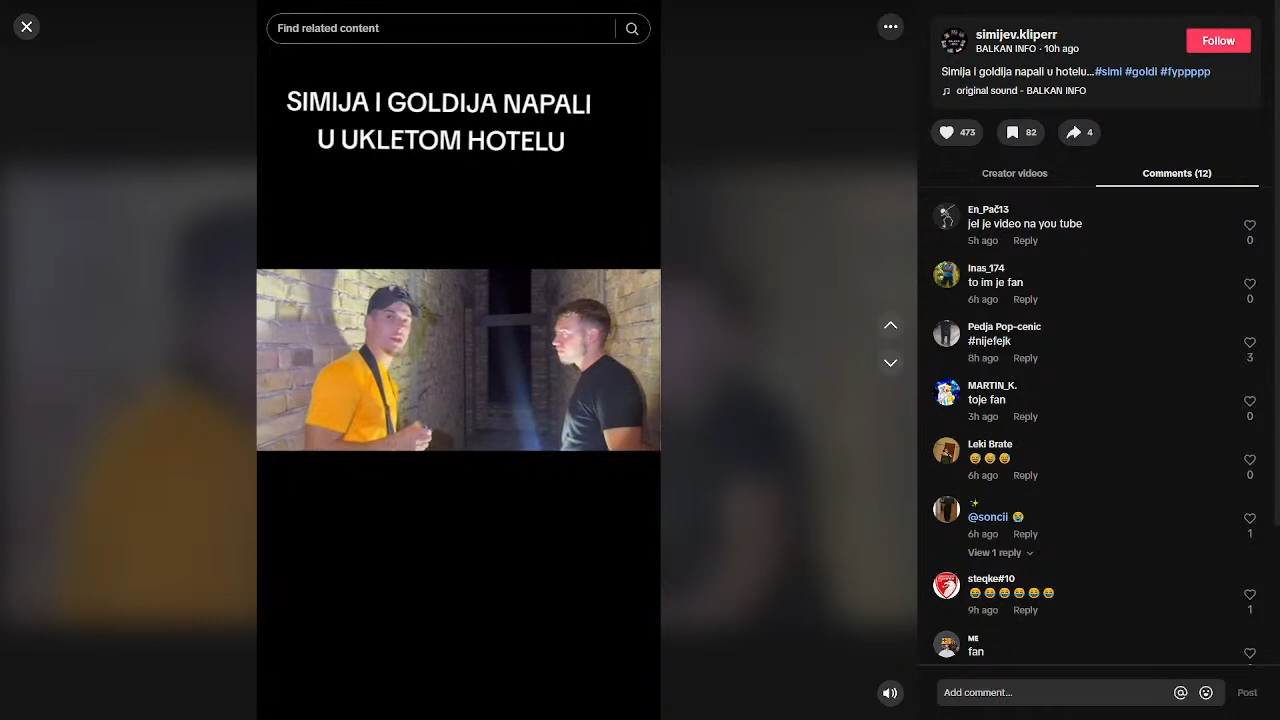 Find related content
SIMIJA I GOLDIJA NAPALI
U UKLETOM HOTELU
simijev.kliperr
BALKAN INFO · 10h ago
Follow
Simija i goldija napali u hotelu...#simi #goldi #fyppppp
original sound - BALKAN INFO
473
82
4
Creator videos
Comments (12)
En_Pač13
jel je video na you tube
5h ago Reply
0
Inas_174
to im je fan
6h ago Reply
0
Pedja Pop-cenic
#nijefejk
8h ago Reply
3
MARTIN_K.
toje fan
3h ago Reply
0
Leki Brate
😄😄😄
6h ago Reply
0
✨
@soncii 😭
6h ago Reply
1
View 1 reply
steqke#10
😆😆😆😆😆😆
9h ago Reply
1
ME
fan
Add comment...
Post